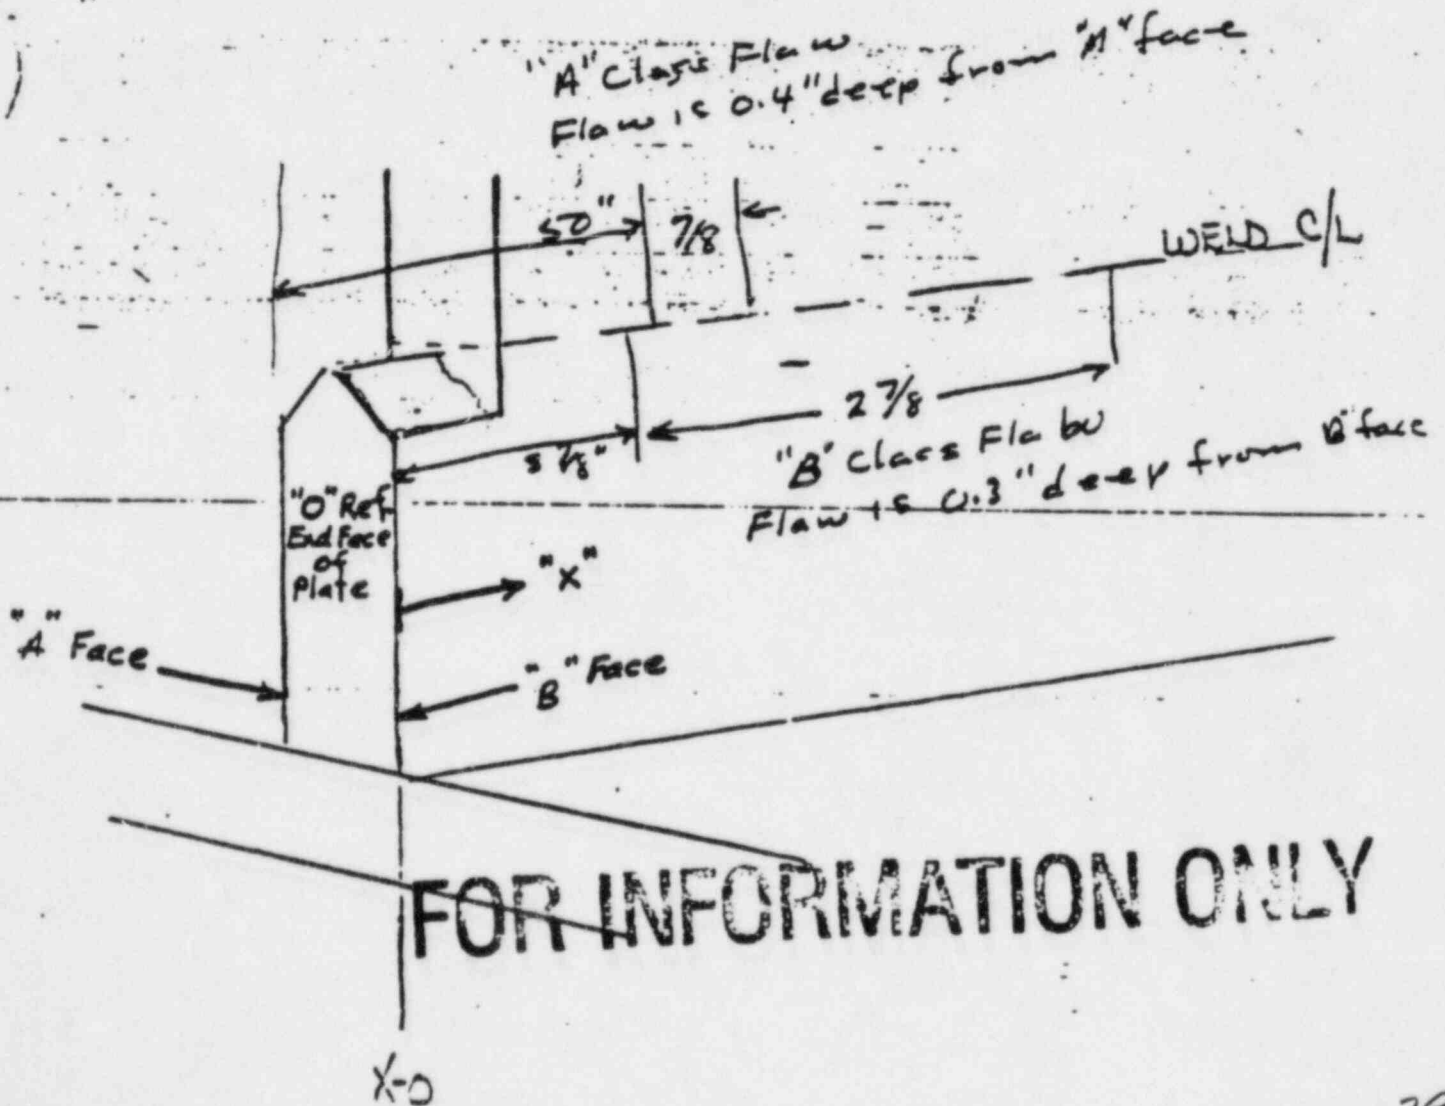 "A" Class Flaw
Flaw is 0.4" deep from "A" face
7/8
WELD C/L
2 7/8
"B" Class Flaw
Flaw is 0.3" deep from "B" face
"O" Ref
End Face
of
Plate
"X"
"A" Face
"B" Face
FOR INFORMATION ONLY
X-0